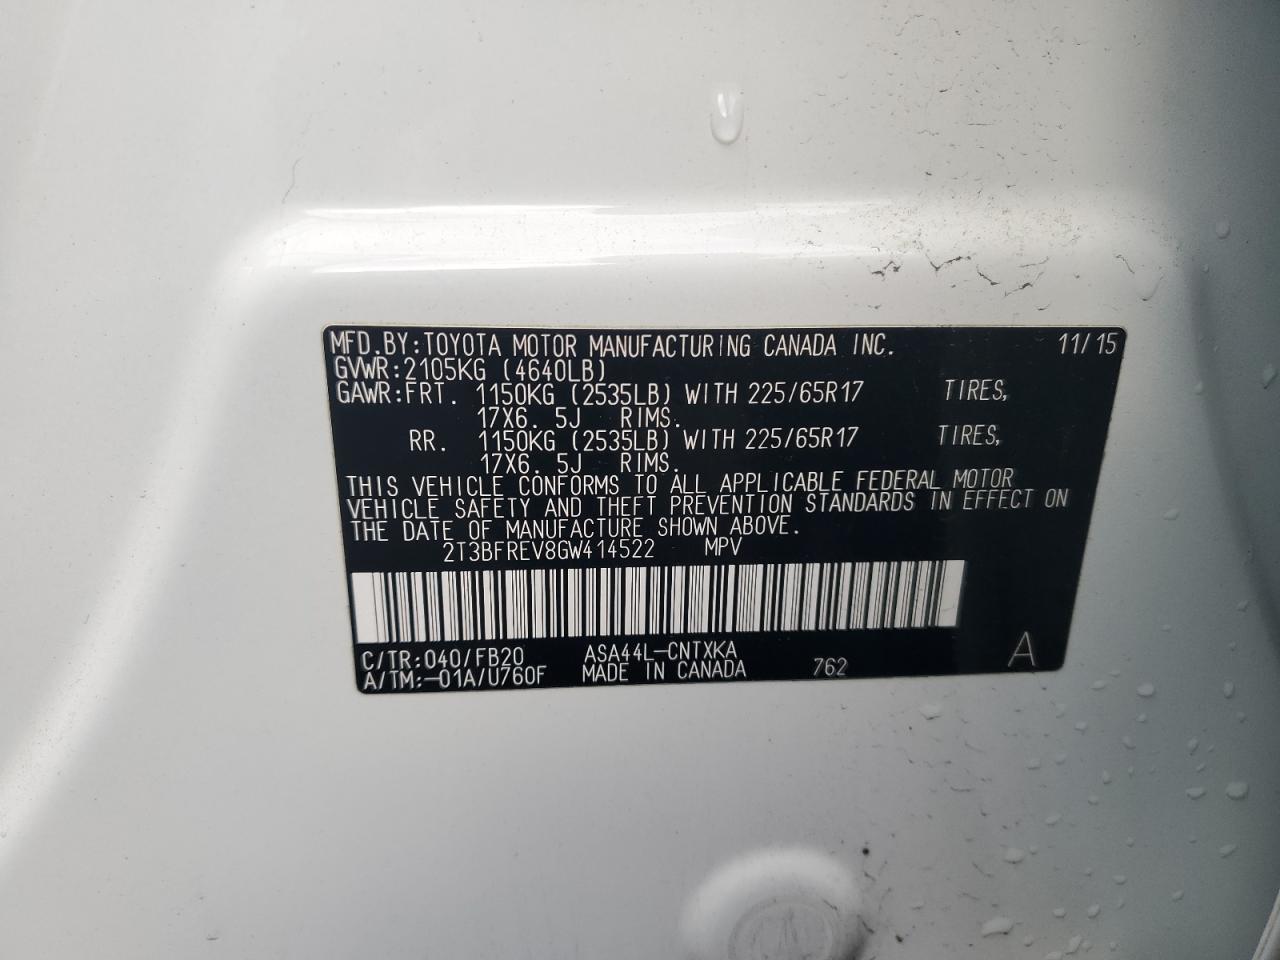 MFD.BY:TOYOTA MOTOR MANUFACTURING CANADA INC. 11/15
GVWR:2105KG (4640LB)
GAWR:FRT. 1150KG (2535LB) WITH 225/65R17 TIRES,
17X6. 5J RIMS.
RR. 1150KG (2535LB) WITH 225/65R17 TIRES,
17X6. 5J RIMS.
THIS VEHICLE CONFORMS TO ALL APPLICABLE FEDERAL MOTOR
VEHICLE SAFETY AND THEFT PREVENTION STANDARDS IN EFFECT ON
THE DATE OF MANUFACTURE SHOWN ABOVE.
2T3BFREV8GW414522 MPV
C/TR:040/FB20 ASA44L-CNTXKA
A/TM:-01A/U760F MADE IN CANADA 762 A